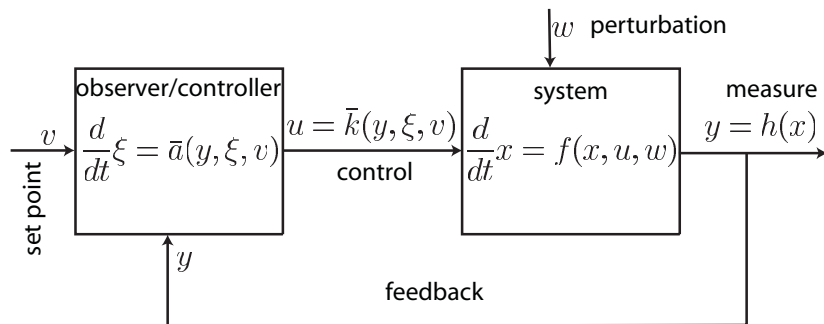 w perturbation
observer/controller
system
measure
v
d/dt ξ = ā(y, ξ, v)
u = k̄(y, ξ, v)
d/dt x = f(x, u, w)
y = h(x)
set point
control
y
feedback